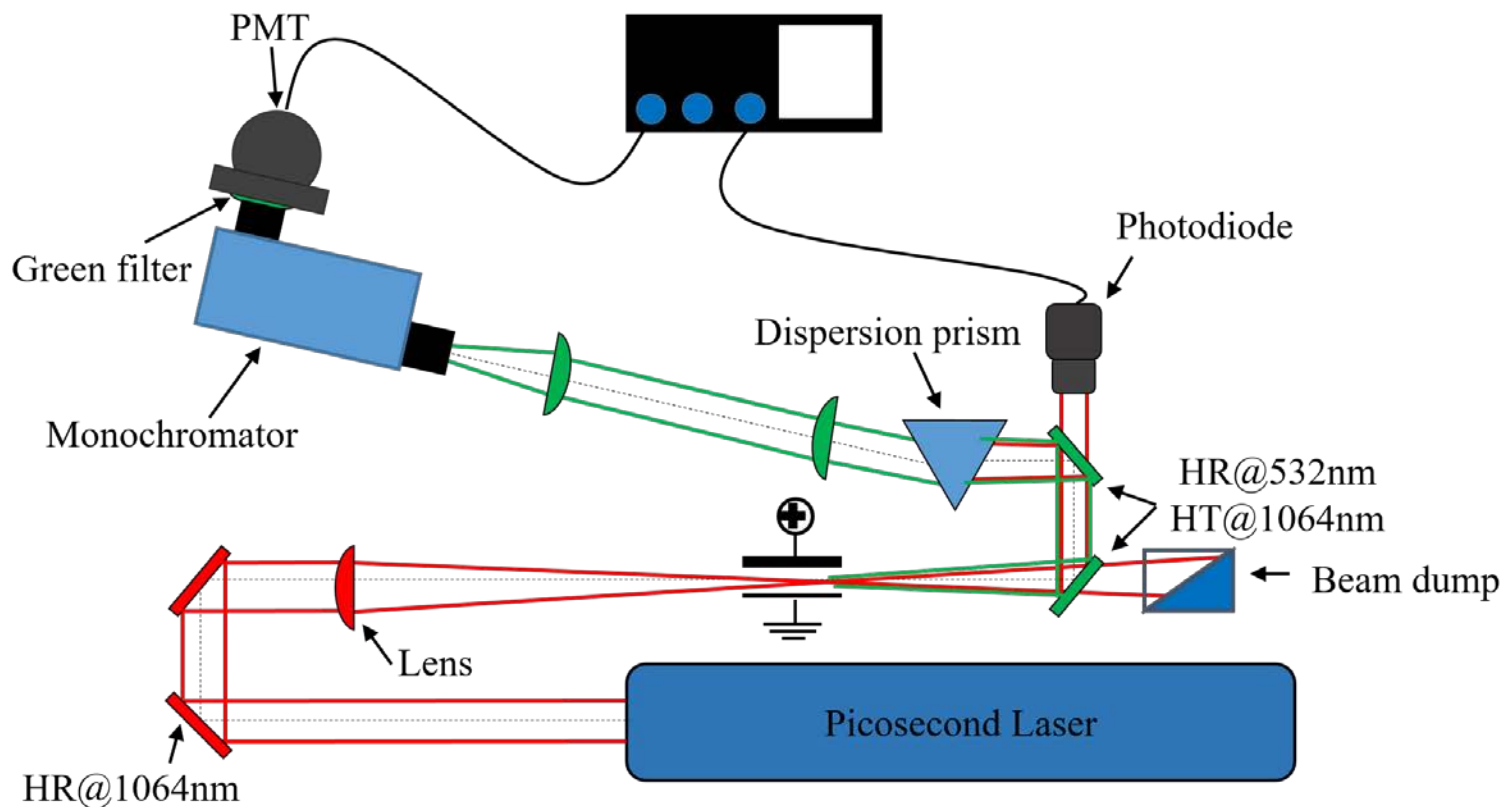 PMT
Photodiode
Green filter
Dispersion prism
Monochromator
HR@532nm
HT@1064nm
Beam dump
Lens
Picosecond Laser
HR@1064nm